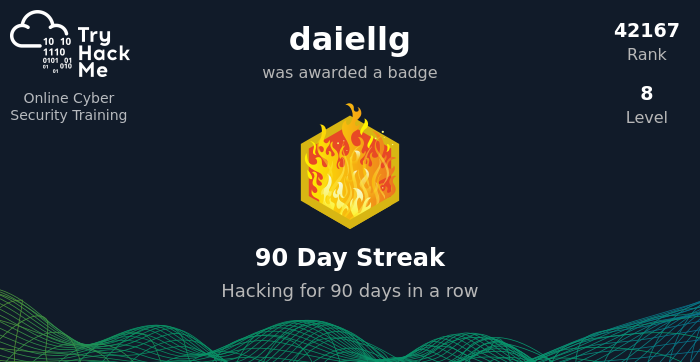 Try
Hack
Me
10 10
1110
0101 01
01 010
01
Online Cyber
Security Training
daiellg
was awarded a badge
42167
Rank
8
Level
90 Day Streak
Hacking for 90 days in a row